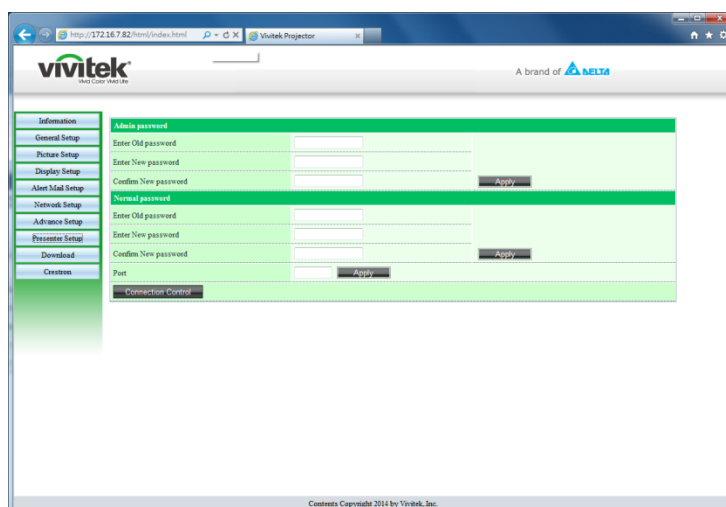 http://172.16.7.82/html/index.html
Vivitek Projector
vivitek
Vivid Color Vivid Life
A brand of DELTA
Information
General Setup
Picture Setup
Display Setup
Alert Mail Setup
Network Setup
Advance Setup
Presenter Setup
Download
Crestron
Admin password
Enter Old password
Enter New password
Confirm New password
Apply
Normal password
Enter Old password
Enter New password
Confirm New password
Apply
Port
Apply
Connection Control
Contents Copyright 2014 by Vivitek, Inc.